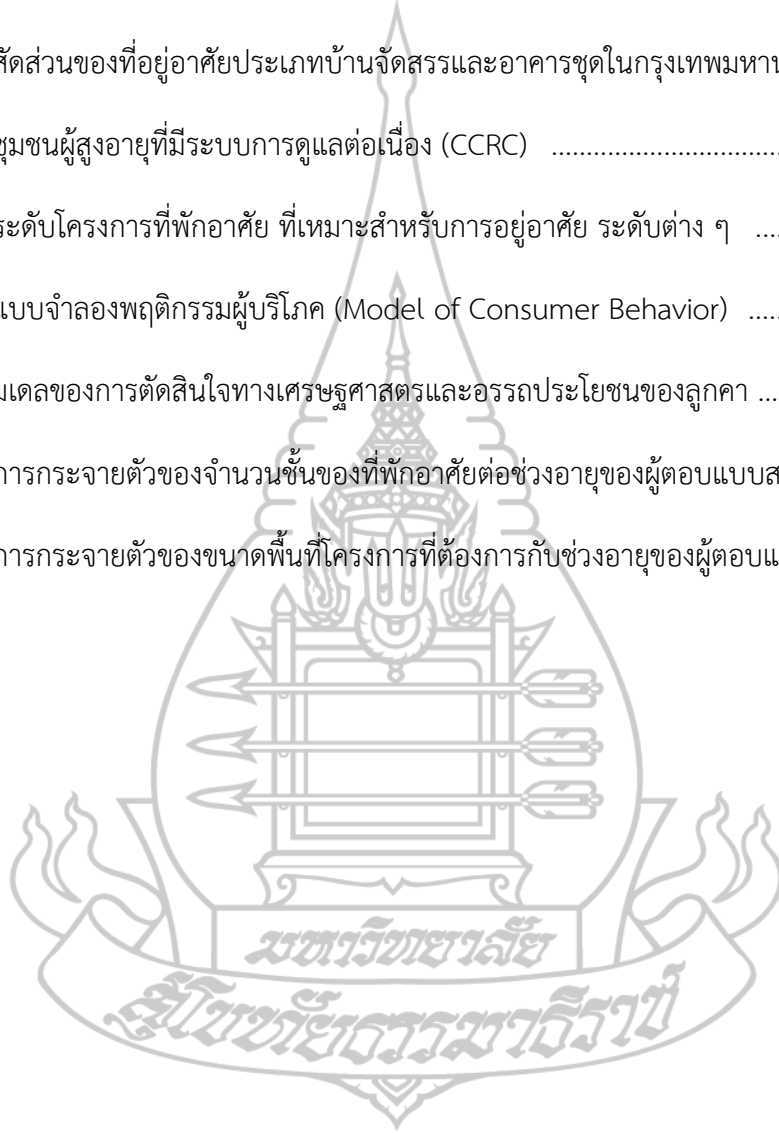 สัดส่วนของที่อยู่อาศัยประเภทบ้านจัดสรรและอาคารชุดในกรุงเทพมหาน
ชุมชนผู้สูงอายุที่มีระบบการดูแลต่อเนื่อง (CCRC) .................................
ระดับโครงการที่พักอาศัย ที่เหมาะสำหรับการอยู่อาศัย ระดับต่าง ๆ ....
แบบจำลองพฤติกรรมผู้บริโภค (Model of Consumer Behavior) .....
มเดลของการตัดสินใจทางเศรษฐศาสตรและอรรถประโยชนของลูกคา ...
การกระจายตัวของจำนวนชั้นของที่พักอาศัยต่อช่วงอายุของผู้ตอบแบบส
การกระจายตัวของขนาดพื้นที่โครงการที่ต้องการกับช่วงอายุของผู้ตอบแ
มหาวิทยาลัย
สุโขทัยธรรมาธิราช